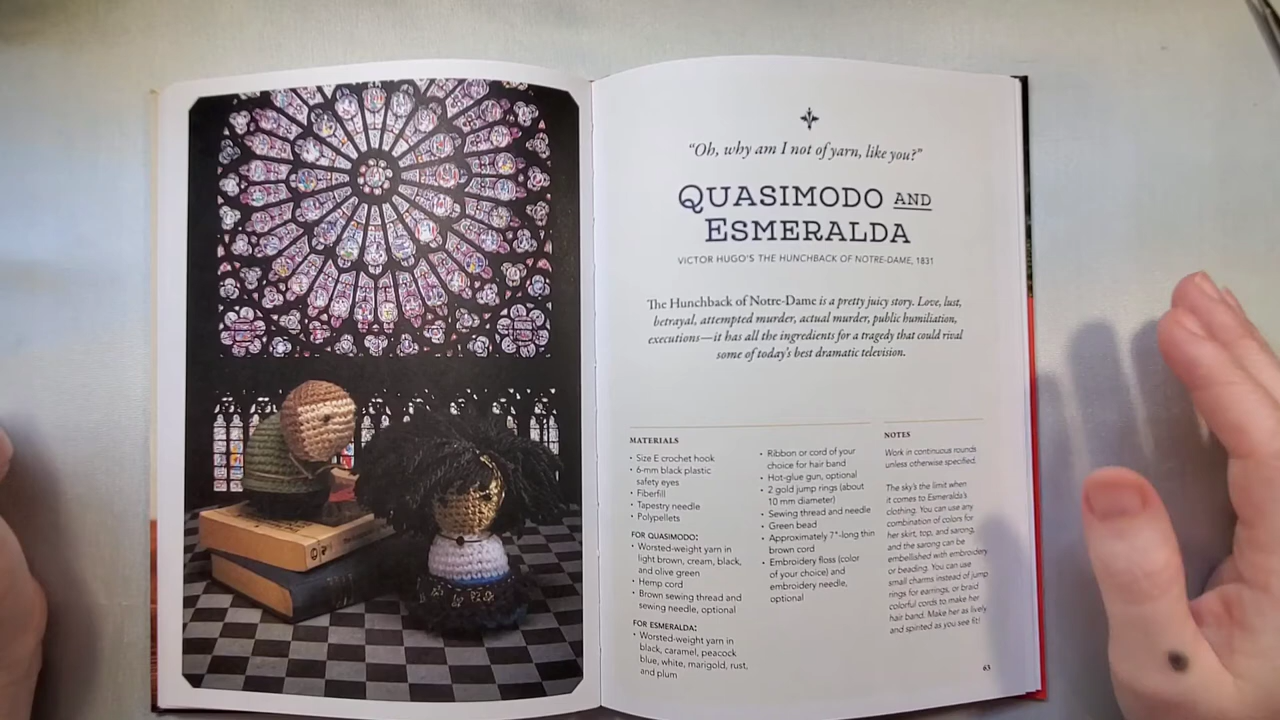 “Oh, why am I not of yarn, like you?”
QUASIMODO AND
ESMERALDA
VICTOR HUGO'S THE HUNCHBACK OF NOTRE-DAME, 1831
The Hunchback of Notre-Dame is a pretty juicy story. Love, lust,
betrayal, attempted murder, actual murder, public humiliation,
executions—it has all the ingredients for a tragedy that could rival
some of today's best dramatic television.
MATERIALS
• Size E crochet hook
• 6-mm black plastic
safety eyes
• Fiberfill
• Tapestry needle
• Polypellets
FOR QUASIMODO:
• Worsted-weight yarn in
light brown, cream, black,
and olive green
• Hemp cord
• Brown sewing thread and
sewing needle, optional
FOR ESMERALDA:
• Worsted-weight yarn in
black, caramel, peacock
blue, white, marigold, rust,
and plum
• Ribbon or cord of your
choice for hair band
• Hot-glue gun, optional
• 2 gold jump rings (about
10 mm diameter)
• Sewing thread and needle
• Green bead
• Approximately 7"-long thin
brown cord
• Embroidery floss (color
of your choice) and
embroidery needle,
optional
NOTES
Work in continuous rounds
unless otherwise specified.
The sky's the limit when
it comes to Esmeralda's
clothing. You can use any
combination of colors for
her skirt, top, and sarong,
and the sarong can be
embellished with embroidery
or beading. You can use
small charms instead of jump
rings for earrings, or braid
colorful cords to make her
hair band. Make her as lively
and spirited as you see fit!
63